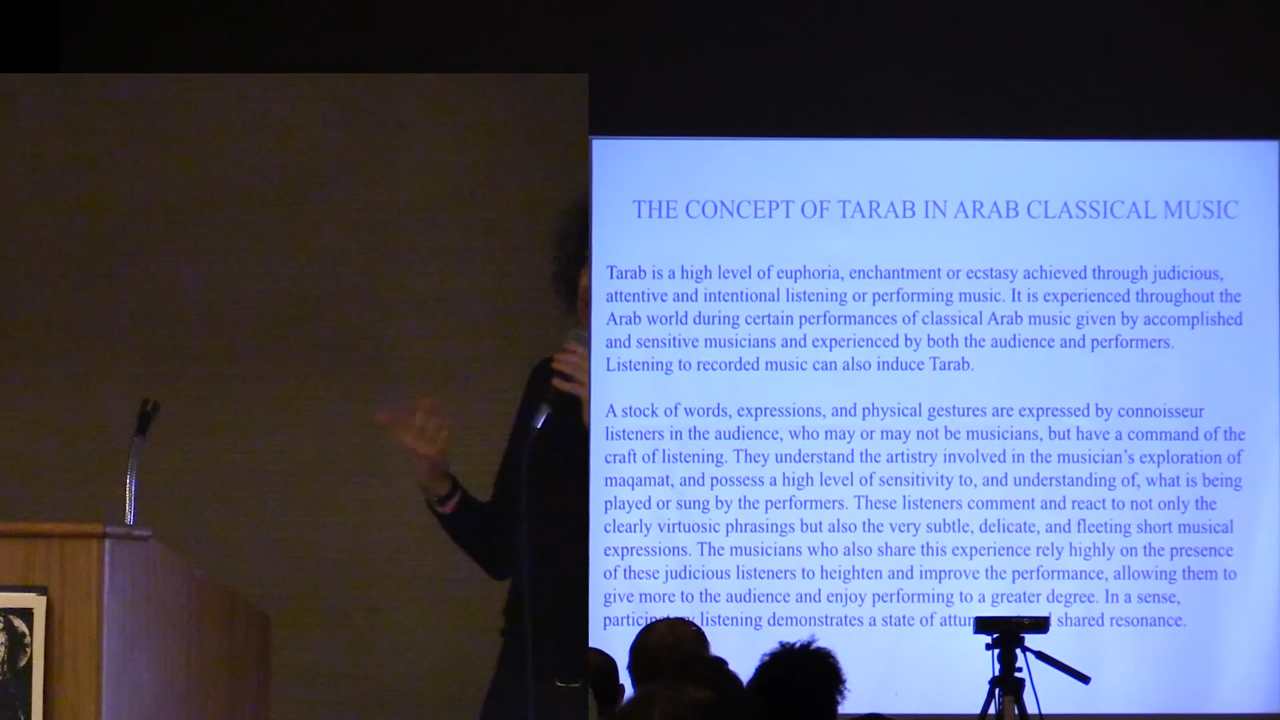 THE CONCEPT OF TARAB IN ARAB CLASSICAL MUSIC
Tarab is a high level of euphoria, enchantment or ecstasy achieved through judicious,
attentive and intentional listening or performing music. It is experienced throughout the
Arab world during certain performances of classical Arab music given by accomplished
and sensitive musicians and experienced by both the audience and performers.
Listening to recorded music can also induce Tarab.
A stock of words, expressions, and physical gestures are expressed by connoisseur
listeners in the audience, who may or may not be musicians, but have a command of the
craft of listening. They understand the artistry involved in the musician's exploration of
maqamat, and possess a high level of sensitivity to, and understanding of, what is being
played or sung by the performers. These listeners comment and react to not only the
clearly virtuosic phrasings but also the very subtle, delicate, and fleeting short musical
expressions. The musicians who also share this experience rely highly on the presence
of these judicious listeners to heighten and improve the performance, allowing them to
give more to the audience and enjoy performing to a greater degree. In a sense,
listening demonstrates a state of shared resonance.